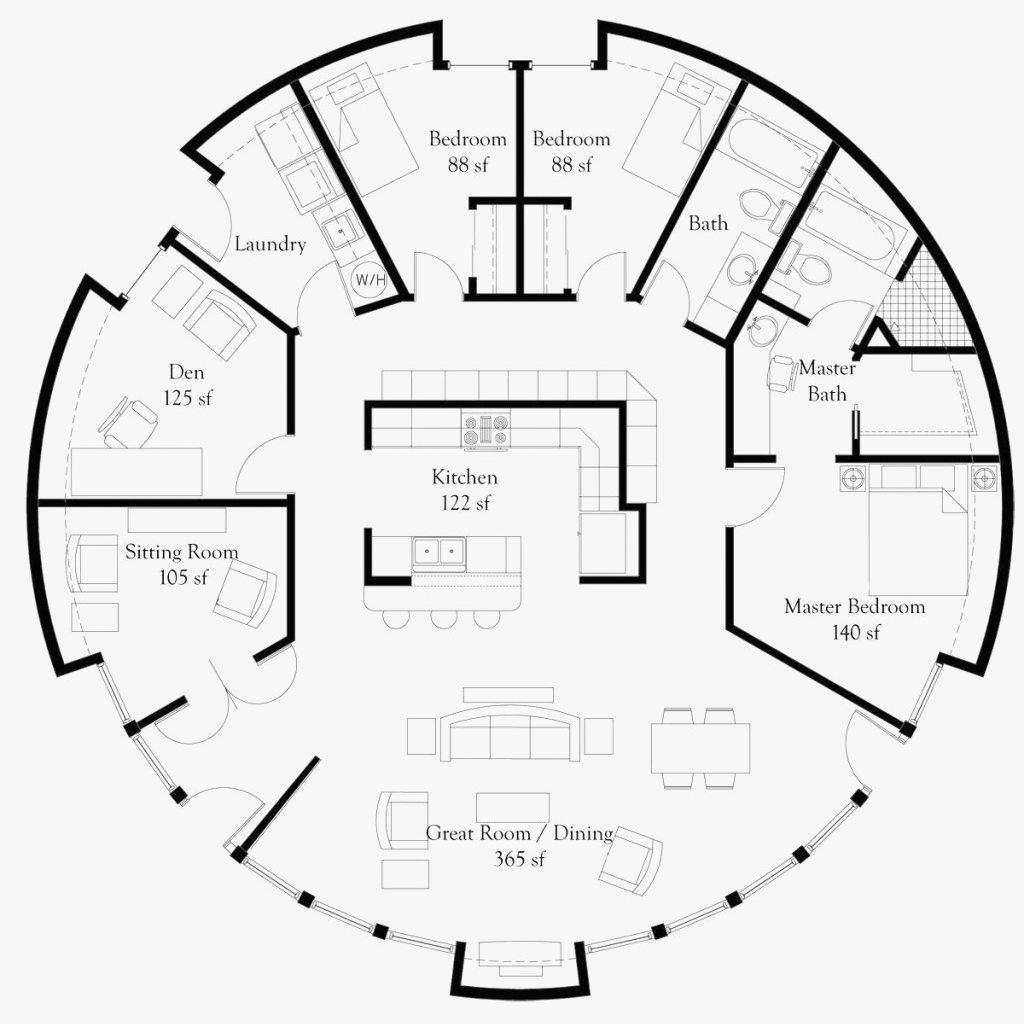 Bedroom
88 sf
Bedroom
88 sf
Bath
Laundry
W/H
Den
125 sf
Master
Bath
Kitchen
122 sf
Sitting Room
105 sf
Master Bedroom
140 sf
Great Room / Dining
365 sf